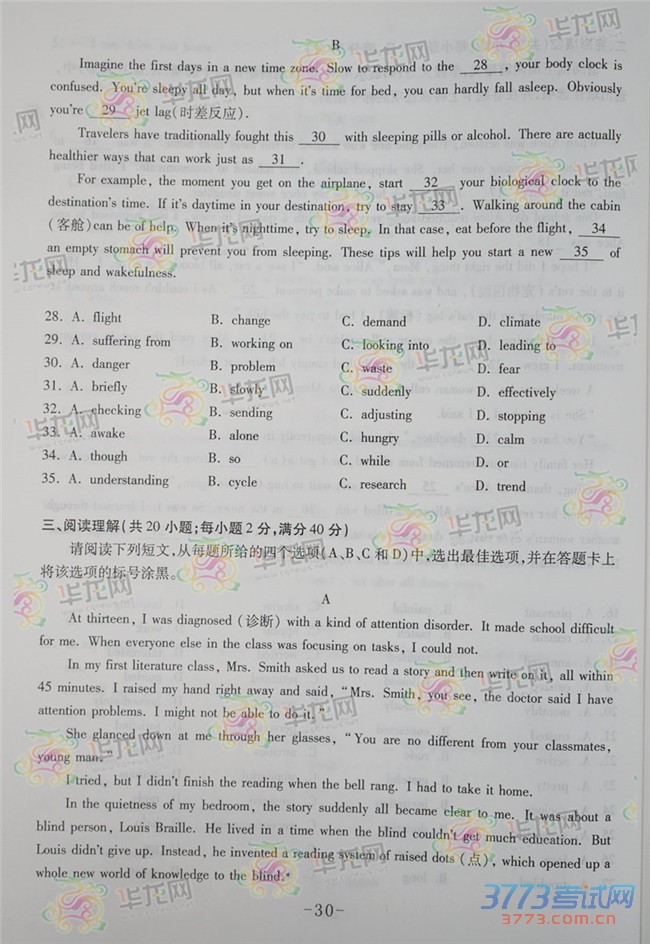 B
Imagine the first days in a new time zone. Slow to respond to the 28 , your body clock is
confused. You're sleepy all day, but when it's time for bed, you can hardly fall asleep. Obviously
you're 29 jet lag(时差反应).
Travelers have traditionally fought this 30 with sleeping pills or alcohol. There are actually
healthier ways that can work just as 31 .
For example, the moment you get on the airplane, start 32 your biological clock to the
destination's time. If it's daytime in your destination, try to stay 33 . Walking around the cabin
(客舱)can be of help. When it's nighttime, try to sleep. In that case, eat before the flight, 34
an empty stomach will prevent you from sleeping. These tips will help you start a new 35 of
sleep and wakefulness.
28. A. flight B. change C. demand D. climate
29. A. suffering from B. working on C. looking into D. leading to
30. A. danger B. problem C. waste D. fear
31. A. briefly B. slowly C. suddenly D. effectively
32. A. checking B. sending C. adjusting D. stopping
33. A. awake B. alone C. hungry D. calm
34. A. though B. so C. while D. or
35. A. understanding B. cycle C. research D. trend
三、阅读理解(共20小题;每小题2分,满分40分)
请阅读下列短文,从每题所给的四个选项(A、B、C和D)中,选出最佳选项,并在答题卡上
将该选项的标号涂黑。
A
At thirteen, I was diagnosed (诊断) with a kind of attention disorder. It made school difficult
for me. When everyone else in the class was focusing on tasks, I could not.
In my first literature class, Mrs. Smith asked us to read a story and then write on it, all within
45 minutes. I raised my hand right away and said, "Mrs. Smith, you see, the doctor said I have
attention problems. I might not be able to do it."
She glanced down at me through her glasses, "You are no different from your classmates,
young man."
I tried, but I didn't finish the reading when the bell rang. I had to take it home.
In the quietness of my bedroom, the story suddenly all became clear to me. It was about a
blind person, Louis Braille. He lived in a time when the blind couldn't get much education. But
Louis didn't give up. Instead, he invented a reading system of raised dots (点), which opened up a
whole new world of knowledge to the blind.
-30-
华龙网
3773考试网
3773.com.cn